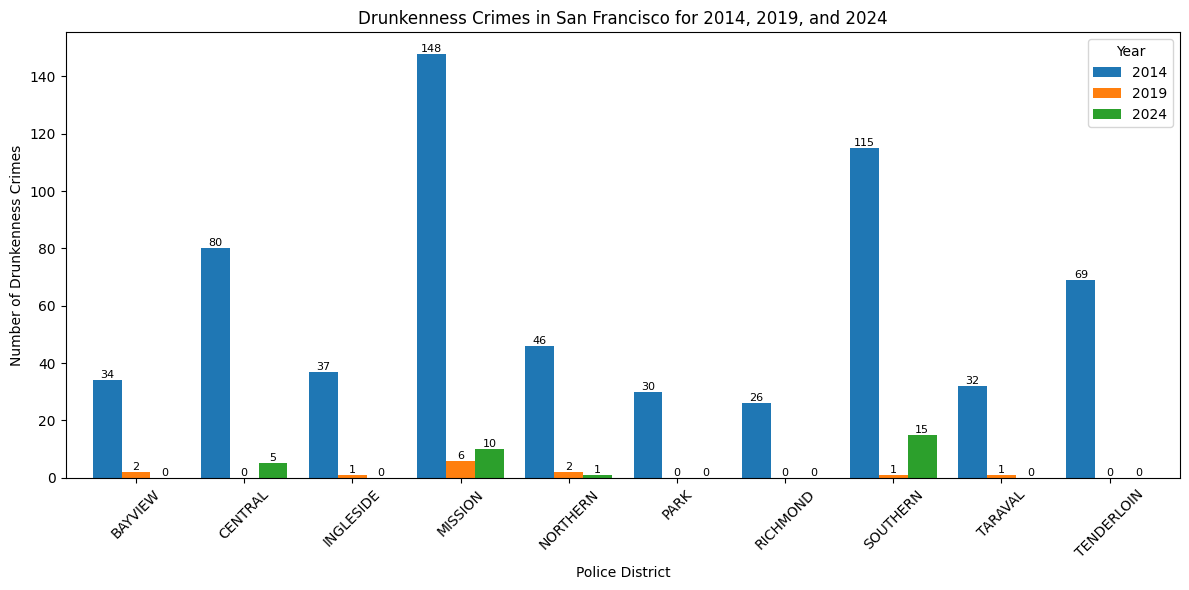 Drunkenness Crimes in San Francisco for 2014, 2019, and 2024
Number of Drunkenness Crimes
140
120
100
80
60
40
20
0
Year
2014
2019
2024
34
2
0
80
0
5
37
1
0
148
6
10
46
2
1
30
0
0
26
0
0
115
1
15
32
1
0
69
0
0
BAYVIEW
CENTRAL
INGLESIDE
MISSION
NORTHERN
PARK
RICHMOND
SOUTHERN
TARAVAL
TENDERLOIN
Police District